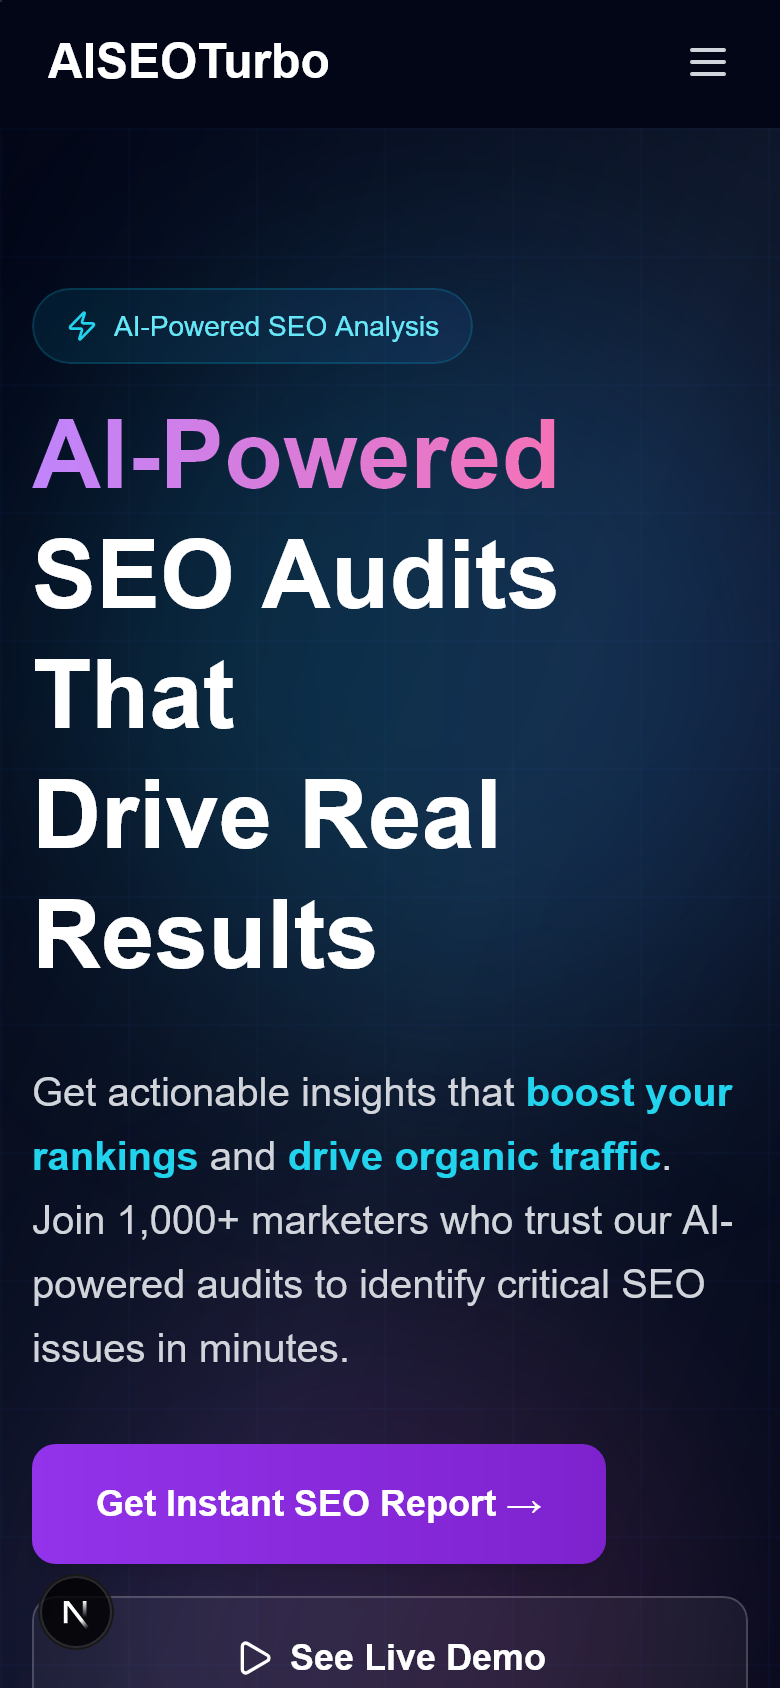 AISEOTurbo
AI-Powered SEO Analysis
AI-Powered
SEO Audits
That
Drive Real
Results
Get actionable insights that boost your
rankings and drive organic traffic.
Join 1,000+ marketers who trust our AI-
powered audits to identify critical SEO
issues in minutes.
Get Instant SEO Report →
N
See Live Demo